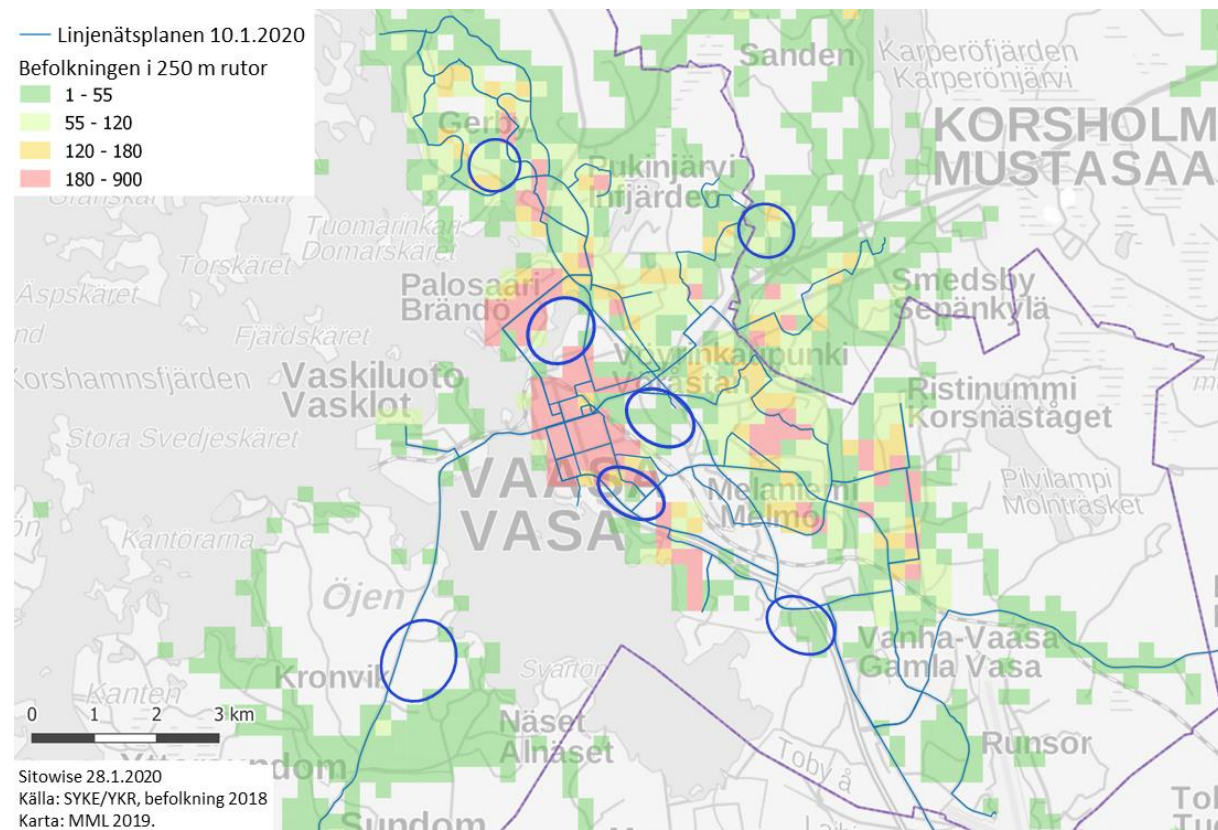 Linjenätsplanen 10.1.2020
Befolkningen i 250 m rutor
1 - 55
55 - 120
120 - 180
180 - 900
Sanden
Karperöfjärden
Karperönjärvi
KORSHOLM
MUSTASAA
Gerby
Tuomarinkari
Domarskäret
Torskäret
Äspskäret
Fjärdskäret
Palosaari
Brändö
Smedsby
Sepänkylä
nd
Korshamnsfjärden
Vaskiluoto
Vasklot
Ristinummi
Korsnäståget
Stora Svedjeskäret
VAASA
VASA
Melaniemi
Melmo
Pilvilampi
Molnträsket
Kantörarna
Öjen
Vanha-Vaasa
Gamla Vasa
Svartön
Kronvik
Kanten
Näset
Alnäset
Runsor
Toby å
0 1 2 3 km
Sundom
Sitowise 28.1.2020
Källa: SYKE/YKR, befolkning 2018
Karta: MML 2019.